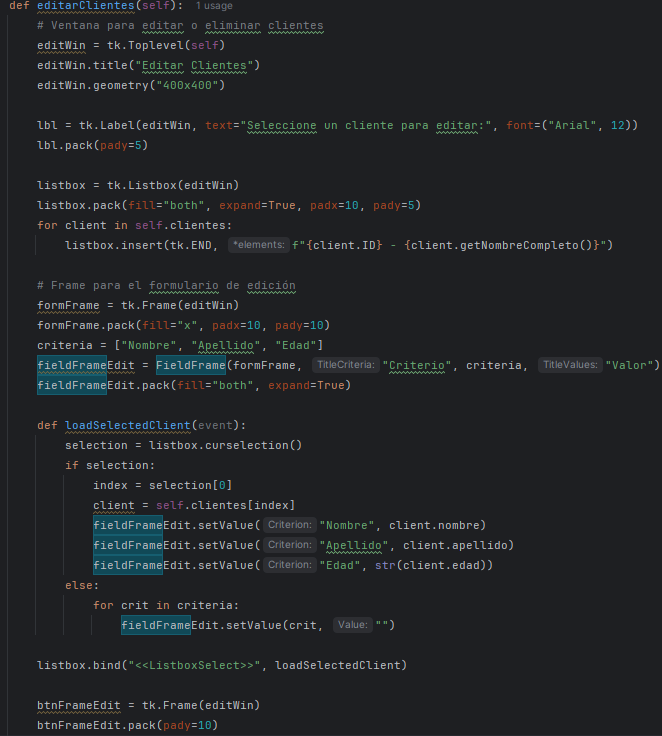 def editarClientes(self):  1 usage
    # Ventana para editar o eliminar clientes
    editWin = tk.Toplevel(self)
    editWin.title("Editar Clientes")
    editWin.geometry("400x400")

    lbl = tk.Label(editWin, text="Seleccione un cliente para editar:", font=("Arial", 12))
    lbl.pack(pady=5)

    listbox = tk.Listbox(editWin)
    listbox.pack(fill="both", expand=True, padx=10, pady=5)
    for client in self.clientes:
        listbox.insert(tk.END, *elements: f"{client.ID} - {client.getNombreCompleto()}")

    # Frame para el formulario de edición
    formFrame = tk.Frame(editWin)
    formFrame.pack(fill="x", padx=10, pady=10)
    criteria = ["Nombre", "Apellido", "Edad"]
    fieldFrameEdit = FieldFrame(formFrame, TitleCriteria: "Criterio", criteria, TitleValues: "Valor")
    fieldFrameEdit.pack(fill="both", expand=True)

    def loadSelectedClient(event):
        selection = listbox.curselection()
        if selection:
            index = selection[0]
            client = self.clientes[index]
            fieldFrameEdit.setValue( Criterion: "Nombre", client.nombre)
            fieldFrameEdit.setValue( Criterion: "Apellido", client.apellido)
            fieldFrameEdit.setValue( Criterion: "Edad", str(client.edad))
        else:
            for crit in criteria:
                fieldFrameEdit.setValue(crit, Value: "")

    listbox.bind("<<ListboxSelect>>", loadSelectedClient)

    btnFrameEdit = tk.Frame(editWin)
    btnFrameEdit.pack(pady=10)